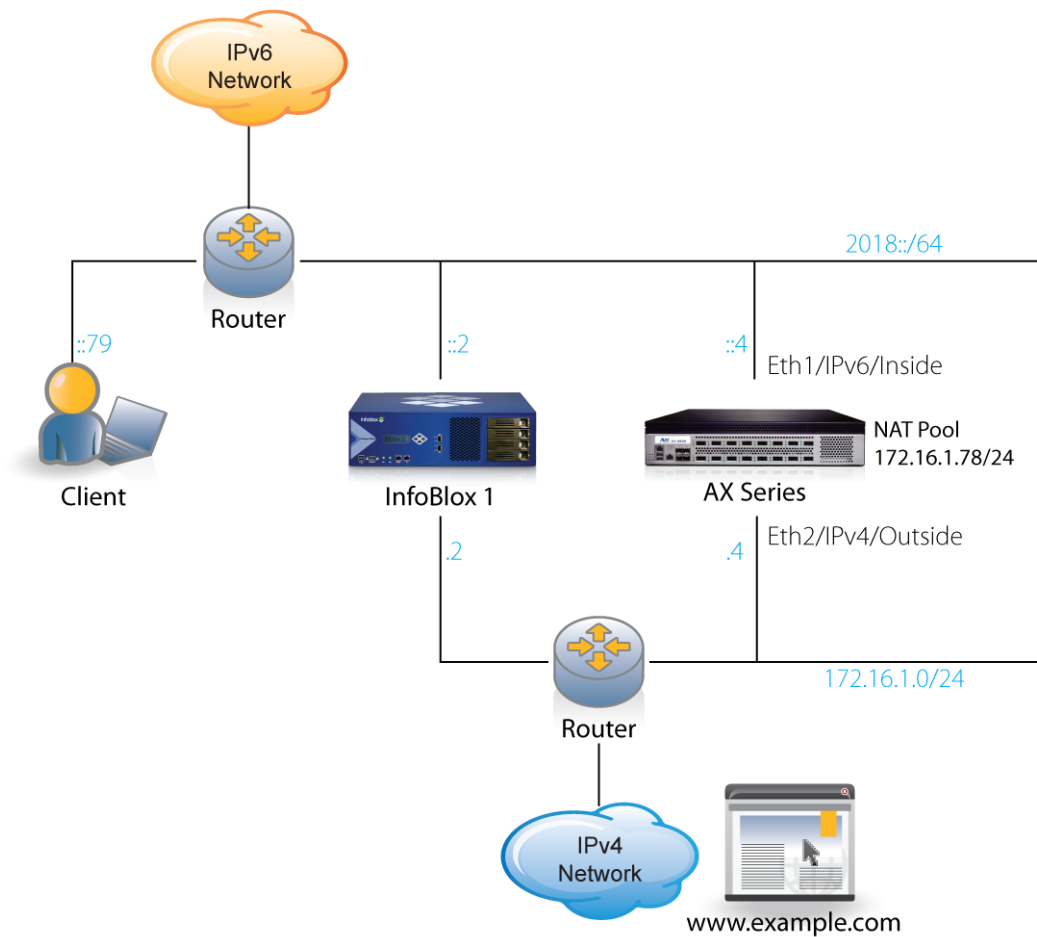 IPv6
Network
2018::/64
Router
::79
::2
::4
Eth1/IPv6/Inside
Infoblox
NAT Pool
172.16.1.78/24
Client
InfoBlox 1
AX Series
Eth2/IPv4/Outside
.2
.4
172.16.1.0/24
Router
IPv4
Network
www.example.com